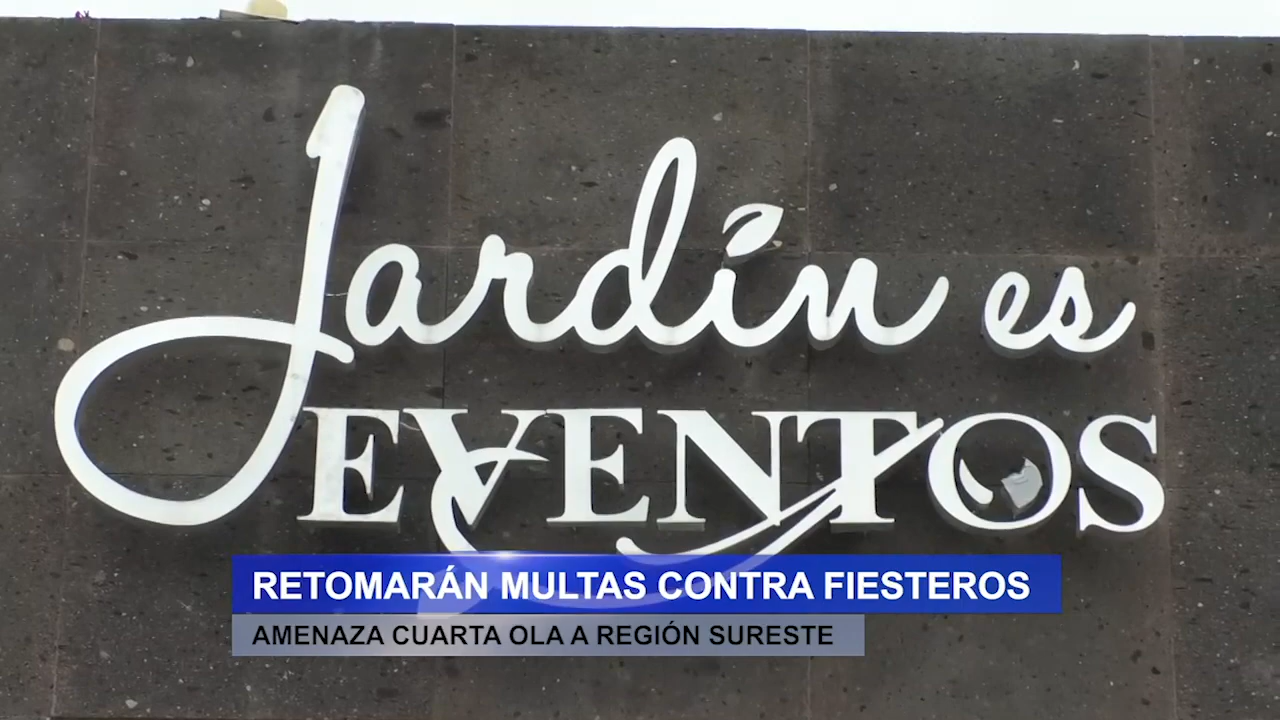 Jardín es
EVENTOS
RETOMARÁN MULTAS CONTRA FIESTEROS
AMENAZA CUARTA OLA A REGIÓN SURESTE